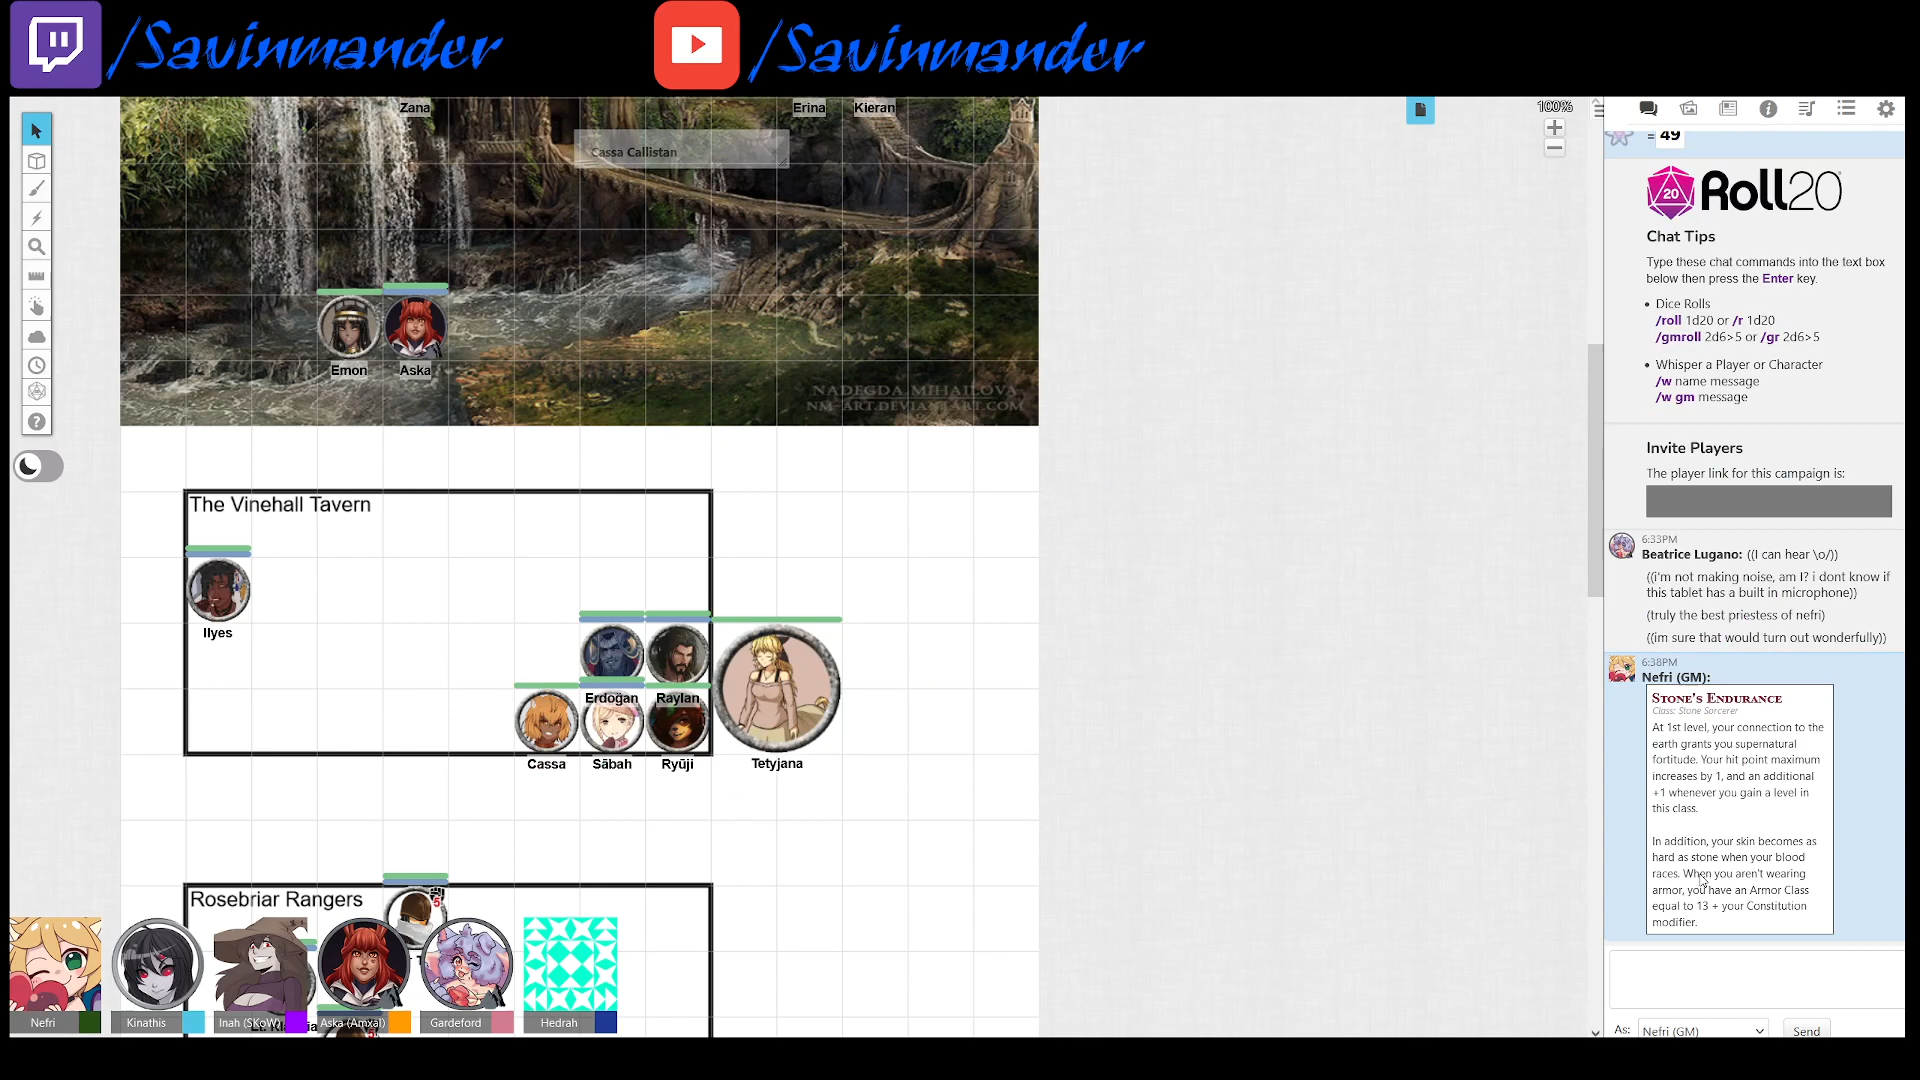 /Savinmander
/Savinmander
Zana
Erina
Kieran
Cassa Callistan
100%
Emon
Aska
NADEGDA MIHAILOVA
NM-ART.DEVIANTART.COM
The Vinehall Tavern
Ilyes
Erdoğan
Raylan
Cassa
Sābah
Ryūji
Tetyjana
Rosebriar Rangers
5
Nefri
Kinathis
Inah (SKoW)
Aska (Amxal)
Gardeford
Hedrah
= 49
20
Roll20
Chat Tips
Type these chat commands into the text box
below then press the Enter key.
• Dice Rolls
/roll 1d20 or /r 1d20
/gmroll 2d6>5 or /gr 2d6>5
• Whisper a Player or Character
/w name message
/w gm message
Invite Players
The player link for this campaign is:
6:33PM
Beatrice Lugano: ((I can hear \o/))
((i'm not making noise, am I? i dont know if
this tablet has a built in microphone))
(truly the best priestess of nefri)
((im sure that would turn out wonderfully))
6:38PM
Nefri (GM):
Stone's Endurance
Class: Stone Sorcerer
At 1st level, your connection to the
earth grants you supernatural
fortitude. Your hit point maximum
increases by 1, and an additional
+1 whenever you gain a level in
this class.
In addition, your skin becomes as
hard as stone when your blood
races. When you aren't wearing
armor, you have an Armor Class
equal to 13 + your Constitution
modifier.
As:
Nefri (GM)
Send